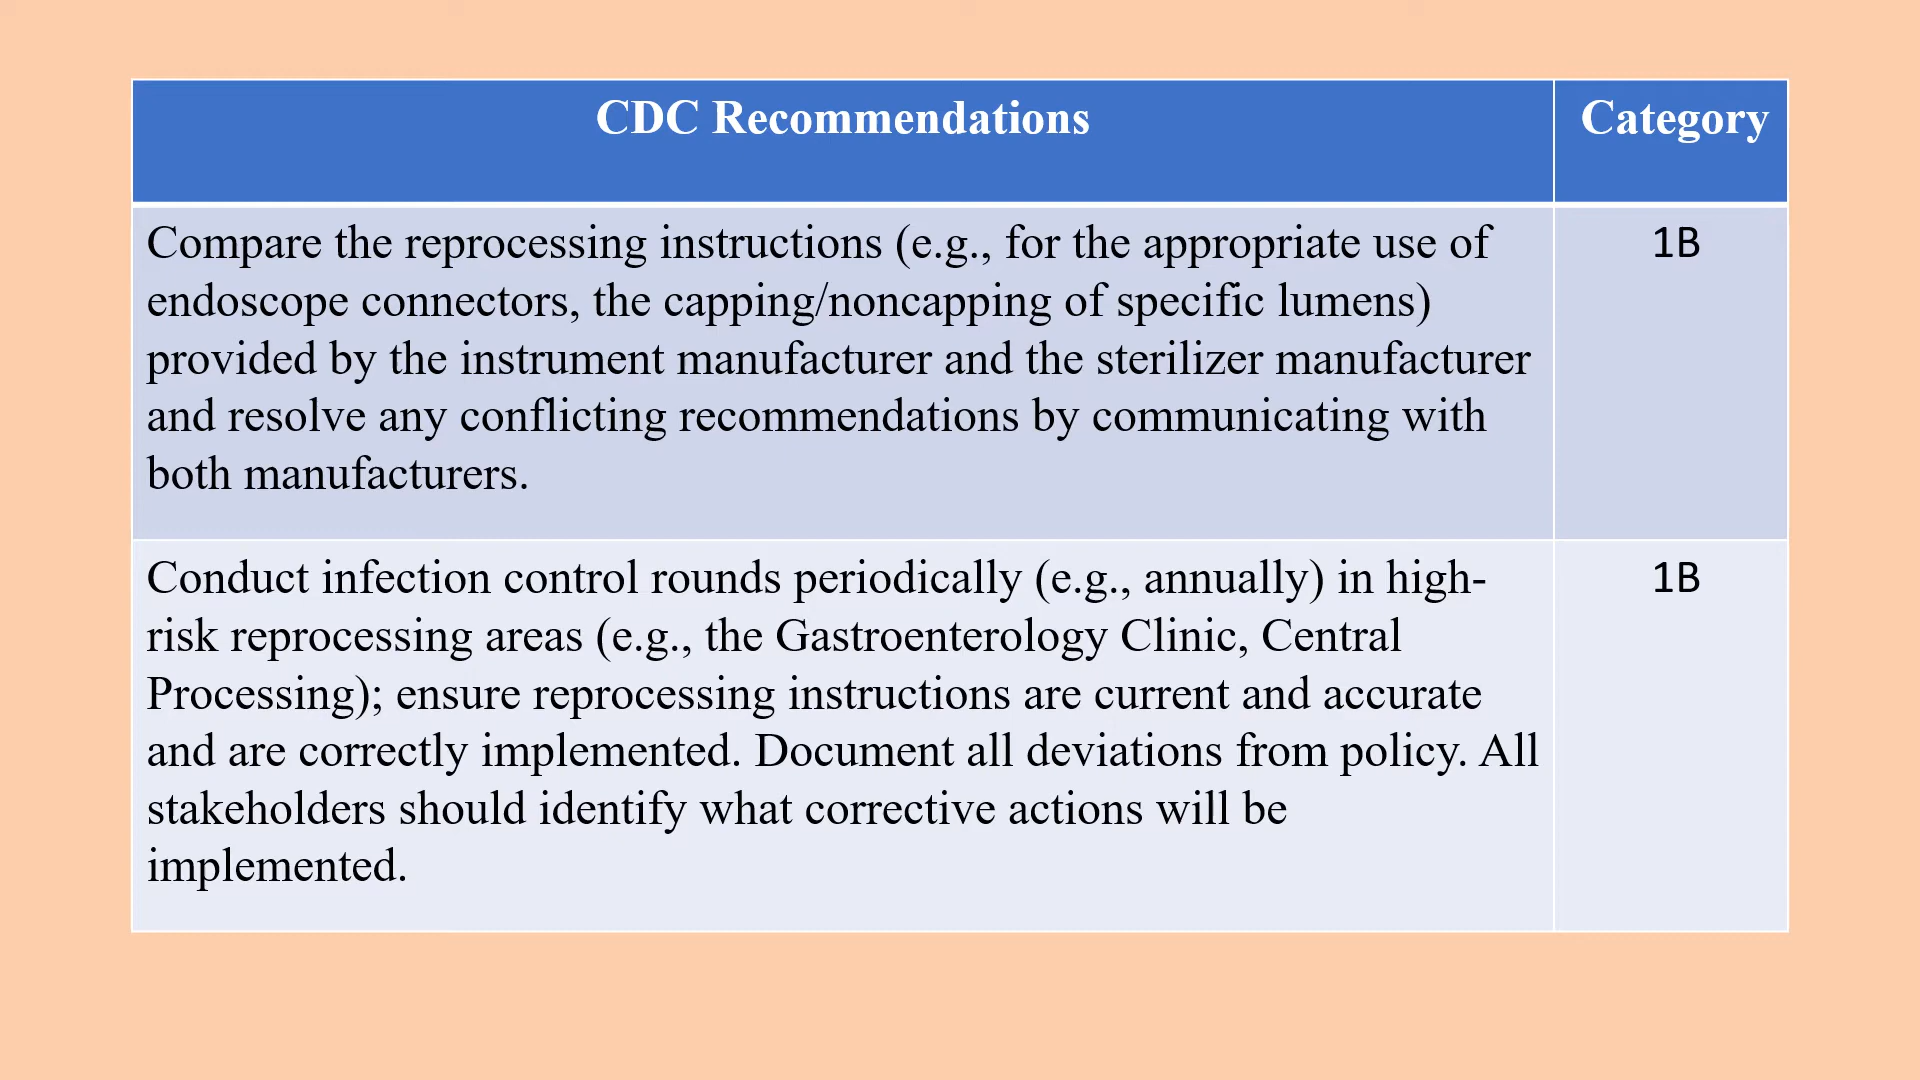 CDC Recommendations
Category
Compare the reprocessing instructions (e.g., for the appropriate use of
endoscope connectors, the capping/noncapping of specific lumens)
provided by the instrument manufacturer and the sterilizer manufacturer
and resolve any conflicting recommendations by communicating with
both manufacturers.
1B
Conduct infection control rounds periodically (e.g., annually) in high-
risk reprocessing areas (e.g., the Gastroenterology Clinic, Central
Processing); ensure reprocessing instructions are current and accurate
and are correctly implemented. Document all deviations from policy. All
stakeholders should identify what corrective actions will be
implemented.
1B